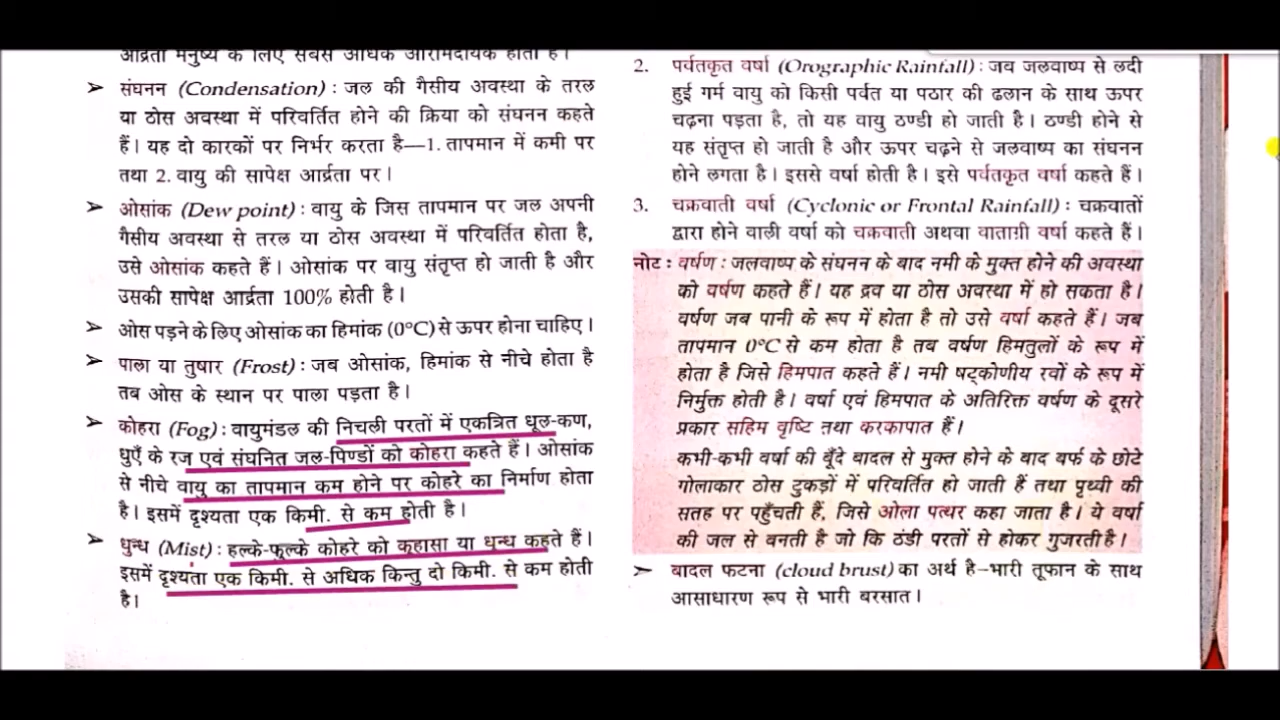 आर्द्रता मनुष्य के लिए सबसे अधिक आरामदायक होता है।
➢ संघनन (Condensation) : जल की गैसीय अवस्था के तरल
या ठोस अवस्था में परिवर्तित होने की क्रिया को संघनन कहते
हैं। यह दो कारकों पर निर्भर करता है—1. तापमान में कमी पर
तथा 2. वायु की सापेक्ष आर्द्रता पर।
➢ ओसांक (Dew point) : वायु के जिस तापमान पर जल अपनी
गैसीय अवस्था से तरल या ठोस अवस्था में परिवर्तित होता है,
उसे ओसांक कहते हैं। ओसांक पर वायु संतृप्त हो जाती है और
उसकी सापेक्ष आर्द्रता 100% होती है।
➢ ओस पड़ने के लिए ओसांक का हिमांक (0°C) से ऊपर होना चाहिए।
➢ पाला या तुषार (Frost) : जब ओसांक, हिमांक से नीचे होता है
तब ओस के स्थान पर पाला पड़ता है।
➢ कोहरा (Fog) : वायुमंडल की निचली परतों में एकत्रित धूल-कण,
धुएँ के रज एवं संघनित जल-पिण्डों को कोहरा कहते हैं। ओसांक
से नीचे वायु का तापमान कम होने पर कोहरे का निर्माण होता
है। इसमें दृश्यता एक किमी. से कम होती है।
➢ धुन्ध (Mist) : हल्के-फूल्के कोहरे को कुहासा या धुन्ध कहते हैं।
इसमें दृश्यता एक किमी. से अधिक किन्तु दो किमी. से कम होती
है।
2. पर्वतकृत वर्षा (Orographic Rainfall) : जब जलवाष्प से लदी
हुई गर्म वायु को किसी पर्वत या पठार की ढलान के साथ ऊपर
चढ़ना पड़ता है, तो यह वायु ठण्डी हो जाती है। ठण्डी होने से
यह संतृप्त हो जाती है और ऊपर चढ़ने से जलवाष्प का संघनन
होने लगता है। इससे वर्षा होती है। इसे पर्वतकृत वर्षा कहते हैं।
3. चक्रवाती वर्षा (Cyclonic or Frontal Rainfall) : चक्रवातों
द्वारा होने वाली वर्षा को चक्रवाती अथवा वाताग्री वर्षा कहते हैं।
नोट : वर्षण : जलवाष्प के संघनन के बाद नमी के मुक्त होने की अवस्था
को वर्षण कहते हैं। यह द्रव या ठोस अवस्था में हो सकता है।
वर्षण जब पानी के रूप में होता है तो उसे वर्षा कहते हैं। जब
तापमान 0°C से कम होता है तब वर्षण हिमतुलों के रूप में
होता है जिसे हिमपात कहते हैं। नमी षट्कोणीय रवों के रूप में
निर्मुक्त होती है। वर्षा एवं हिमपात के अतिरिक्त वर्षण के दूसरे
प्रकार सहिम वृष्टि तथा करकापात हैं।
कभी-कभी वर्षा की बूँदे बादल से मुक्त होने के बाद बर्फ के छोटे
गोलाकार ठोस टुकड़ों में परिवर्तित हो जाती हैं तथा पृथ्वी की
सतह पर पहुँचती हैं, जिसे ओला पत्थर कहा जाता है। ये वर्षा
की जल से बनती है जो कि ठंडी परतों से होकर गुजरती है।
➢ बादल फटना (cloud brust) का अर्थ है–भारी तूफान के साथ
आसाधारण रूप से भारी बरसात।